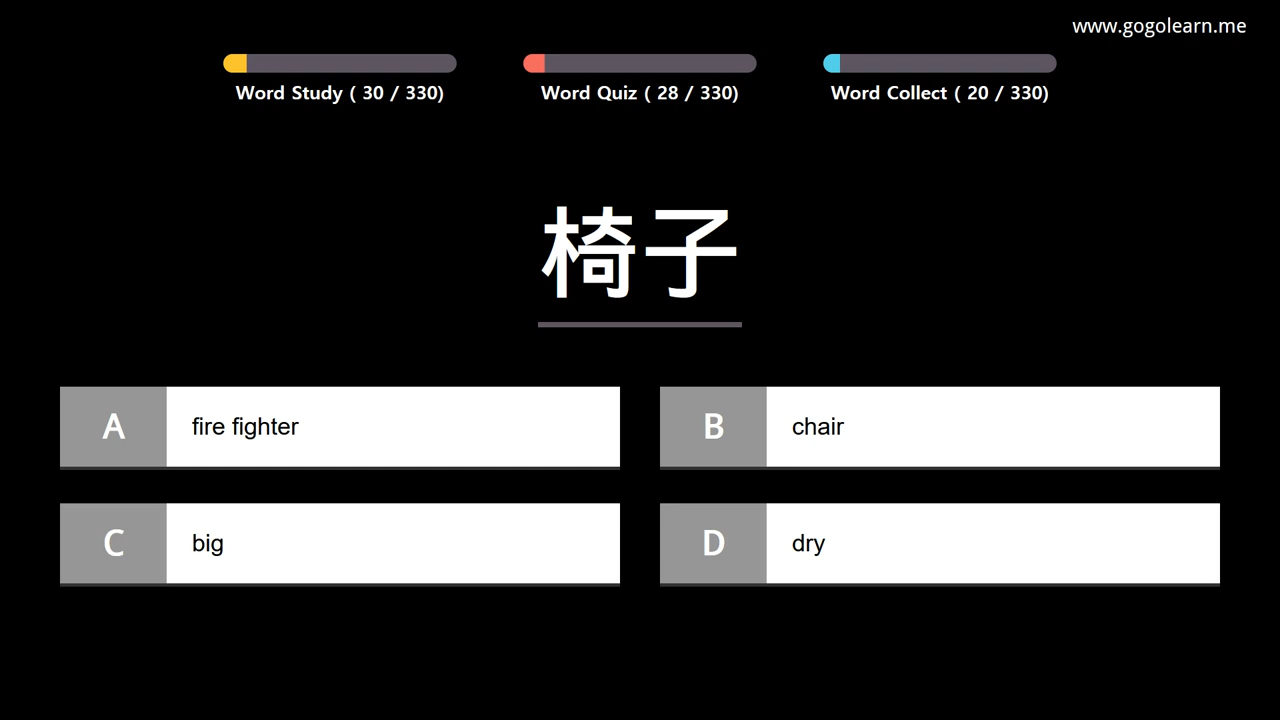 www.gogolearn.me
Word Study ( 30 / 330)
Word Quiz ( 28 / 330)
Word Collect ( 20 / 330)
椅子
A fire fighter
B chair
C big
D dry